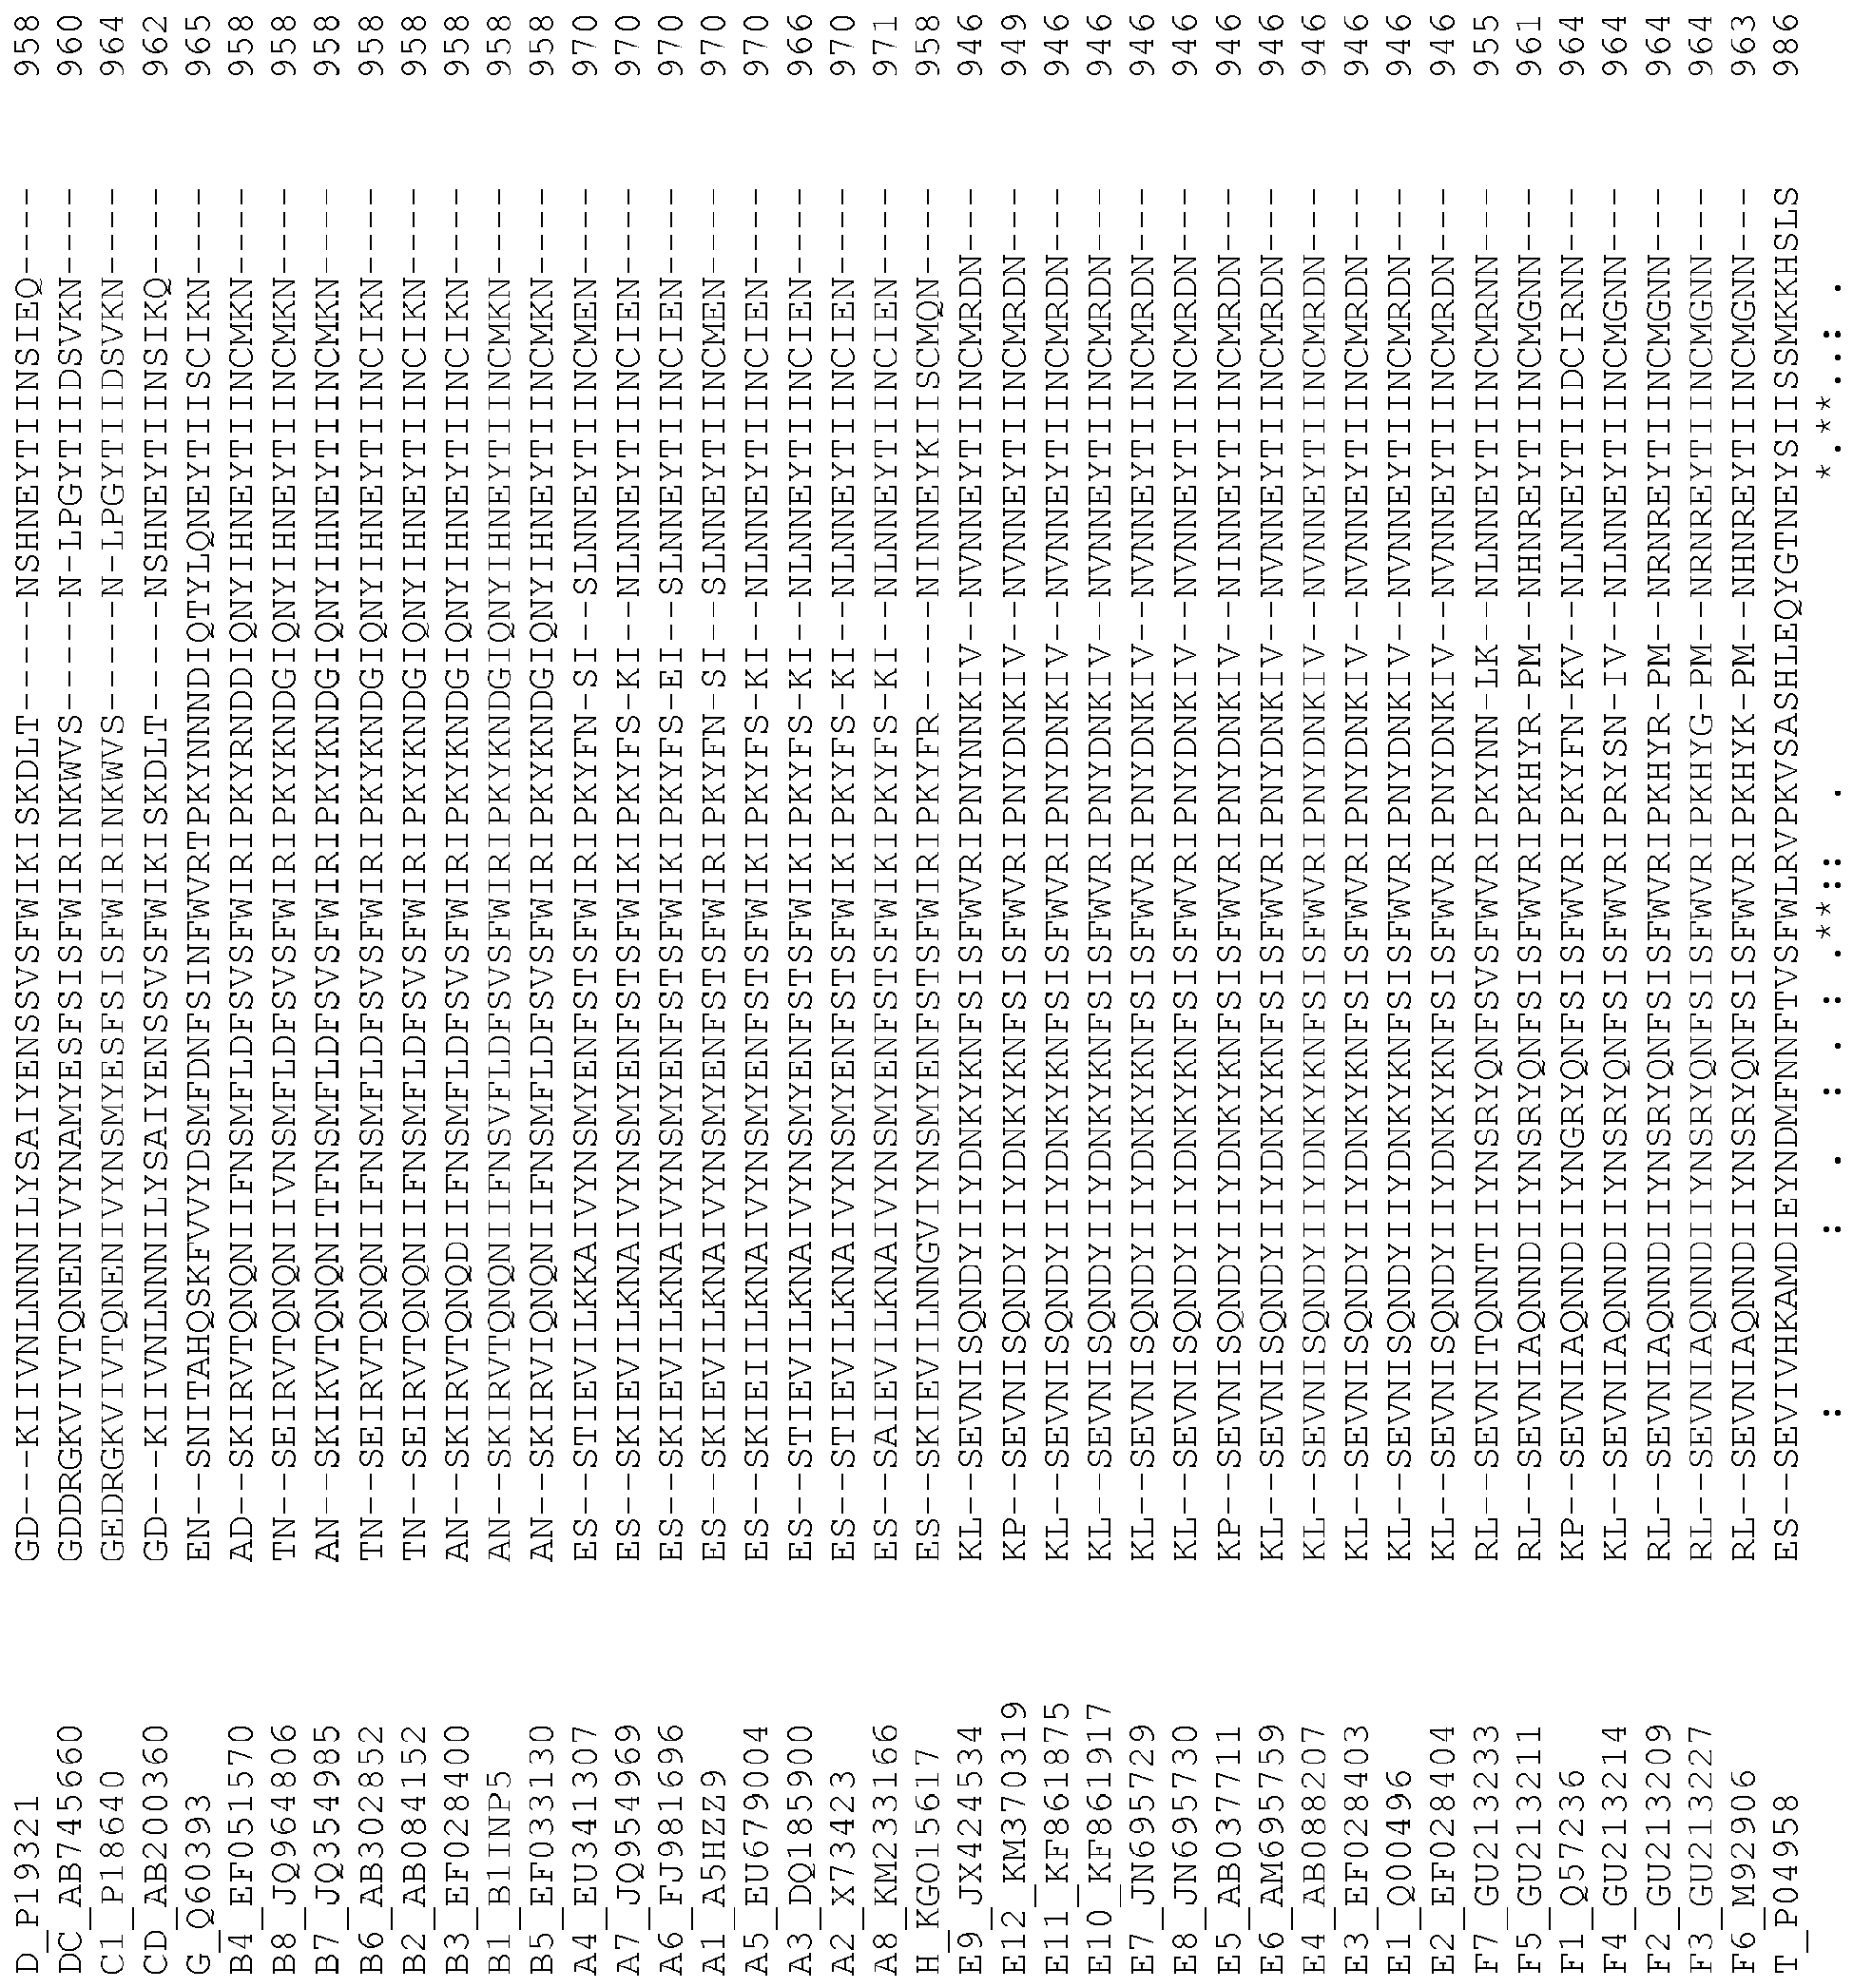 D_P19321 GD---KIIVNLNNNILYSAIYENSSVSFWIKISKDLT-----NSHNEYTIINSIEQ---- 958
DC_AB745660 GDDRGKVIVTQNENIVYNAMYESFSISFWIRINKWVS-----N-LPGYTIIDSVKN---- 960
C1_P18640 GEDRGKVIVTQNENIVYNSMYESFSISFWIRINKWVS-----N-LPGYTIIDSVKN---- 964
CD_AB200360 GD---KIIVNLNNNILYSAIYENSSVSFWIKISKDLT-----NSHNEYTIINSIKQ---- 962
G_Q60393 EN--SNITAHQSKFVVYDSMFDNFSINFWVRTPKYNNNDIQTYLQNEYTIISCIKN---- 965
B4_EF051570 AD--SKIRVTQNQNIIFNSMFLDFSVSFWIRIPKYRNDDIQNYIHNEYTIINCMKN---- 958
B8_JQ964806 TN--SEIRVTQNQNIIVNSMFLDFSVSFWIRIPKYKNDGIQNYIHNEYTIINCMKN---- 958
B7_JQ354985 AN--SKIKVTQNQNITFNSMFLDFSVSFWIRIPKYKNDGIQNYIHNEYTIINCMKN---- 958
B6_AB302852 TN--SEIRVTQNQNIIFNSMFLDFSVSFWIRIPKYKNDGIQNYIHNEYTIINCIKN---- 958
B2_AB084152 TN--SEIRVTQNQNIIFNSMFLDFSVSFWIRIPKYKNDGIQNYIHNEYTIINCIKN---- 958
B3_EF028400 AN--SKIRVTQNQDIIFNSMFLDFSVSFWIRIPKYKNDGIQNYIHNEYTIINCIKN---- 958
B1_B1INP5 AN--SKIRVTQNQNIIFNSVFLDFSVSFWIRIPKYKNDGIQNYIHNEYTIINCMKN---- 958
B5_EF033130 AN--SKIRVIQNQNIIFNSMFLDFSVSFWIRIPKYKNDGIQNYIHNEYTIINCMKN---- 958
A4_EU341307 ES--STIEVILKKAIVYNSMYENFSTSFWIRIPKYFN-SI--SLNNEYTIINCMEN---- 970
A7_JQ954969 ES--SKIEVILKNAIVYNSMYENFSTSFWIKIPKYFS-KI--NLNNEYTIINCIEN---- 970
A6_FJ981696 ES--SKIEVILKNAIVYNSMYENFSTSFWIKIPKYFS-EI--SLNNEYTIINCIEN---- 970
A1_A5HZZ9 ES--SKIEVILKNAIVYNSMYENFSTSFWIRIPKYFN-SI--SLNNEYTIINCMEN---- 970
A5_EU679004 ES--SKIEIILKNAIVYNSMYENFSTSFWIKIPKYFS-KI--NLNNEYTIINCIEN---- 970
A3_DQ185900 ES--STIEVILKNAIVYNSMYENFSTSFWIKIPKYFS-KI--NLNNEYTIINCIEN---- 966
A2_X73423 ES--STIEVILKNAIVYNSMYENFSTSFWIKIPKYFS-KI--NLNNEYTIINCIEN---- 970
A8_KM233166 ES--SAIEVILKNAIVYNSMYENFSTSFWIKIPKYFS-KI--NLNNEYTIINCIEN---- 971
H_KGO15617 ES--SKIEVILNNGVIYNSMYENFSTSFWIRIPKYFR-----NINNEYKIISCMQN---- 958
E9_JX424534 KL--SEVNISQNDYIIYDNKYKNFSISFWVRIPNYNNKIV--NVNNEYTIINCMRDN--- 946
E12_KM370319 KP--SEVNISQNDYIIYDNKYKNFSISFWVRIPNYDNKIV--NVNNEYTIINCMRDN--- 949
E11_KF861875 KL--SEVNISQNDYIIYDNKYKNFSISFWVRIPNYDNKIV--NVNNEYTIINCMRDN--- 946
E10_KF861917 KL--SEVNISQNDYIIYDNKYKNFSISFWVRIPNYDNKIV--NVNNEYTIINCMRDN--- 946
E7_JN695729 KL--SEVNISQNDYIIYDNKYKNFSISFWVRIPNYDNKIV--NVNNEYTIINCMRDN--- 946
E8_JN695730 KL--SEVNISQNDYIIYDNKYKNFSISFWVRIPNYDNKIV--NVNNEYTIINCMRDN--- 946
E5_AB037711 KP--SEVNISQNDYIIYDNKYKNFSISFWVRIPNYDNKIV--NINNEYTIINCMRDN--- 946
E6_AM695759 KL--SEVNISQNDYIIYDNKYKNFSISFWVRIPNYDNKIV--NVNNEYTIINCMRDN--- 946
E4_AB088207 KL--SEVNISQNDYIIYDNKYKNFSISFWVRIPNYDNKIV--NVNNEYTIINCMRDN--- 946
E3_EF028403 KL--SEVNISQNDYIIYDNKYKNFSISFWVRIPNYDNKIV--NVNNEYTIINCMRDN--- 946
E1_Q00496 KL--SEVNISQNDYIIYDNKYKNFSISFWVRIPNYDNKIV--NVNNEYTIINCMRDN--- 946
E2_EF028404 KL--SEVNISQNDYIIYDNKYKNFSISFWVRIPNYDNKIV--NVNNEYTIINCMRDN--- 946
F7_GU213233 RL--SEVNITQNNTIIYNSRYQNFSVSFWVRIPKYNN-LK--NLNNEYTIINCMRNN--- 955
F5_GU213211 RL--SEVNIAQNNDIIYNSRYQNFSISFWVRIPKHYR-PM--NHNREYTIINCMGNN--- 961
F1_Q57236 KP--SEVNIAQNNDIIYNGRYQNFSISFWVRIPKYFN-KV--NLNNEYTIIDCIRNN--- 964
F4_GU213214 KL--SEVNIAQNNDIIYNSRYQNFSISFWVRIPRYSN-IV--NLNNEYTIINCMGNN--- 964
F2_GU213209 RL--SEVNIAQNNDIIYNSRYQNFSISFWVRIPKHYR-PM--NRNREYTIINCMGNN--- 964
F3_GU213227 RL--SEVNIAQNNDIIYNSRYQNFSISFWVRIPKHYG-PM--NRNREYTIINCMGNN--- 964
F6_M92906 RL--SEVNIAQNNDIIYNSRYQNFSISFWVRIPKHYK-PM--NHNREYTIINCMGNN--- 963
T_P04958 ES--SEVIVHKAMDIEYNDMFNNFTVSFWLRVPKVSASHLEQYGTNEYSIISSMKKHSLS 986
      :       :  .  : . : .**::  .             *.**..: .